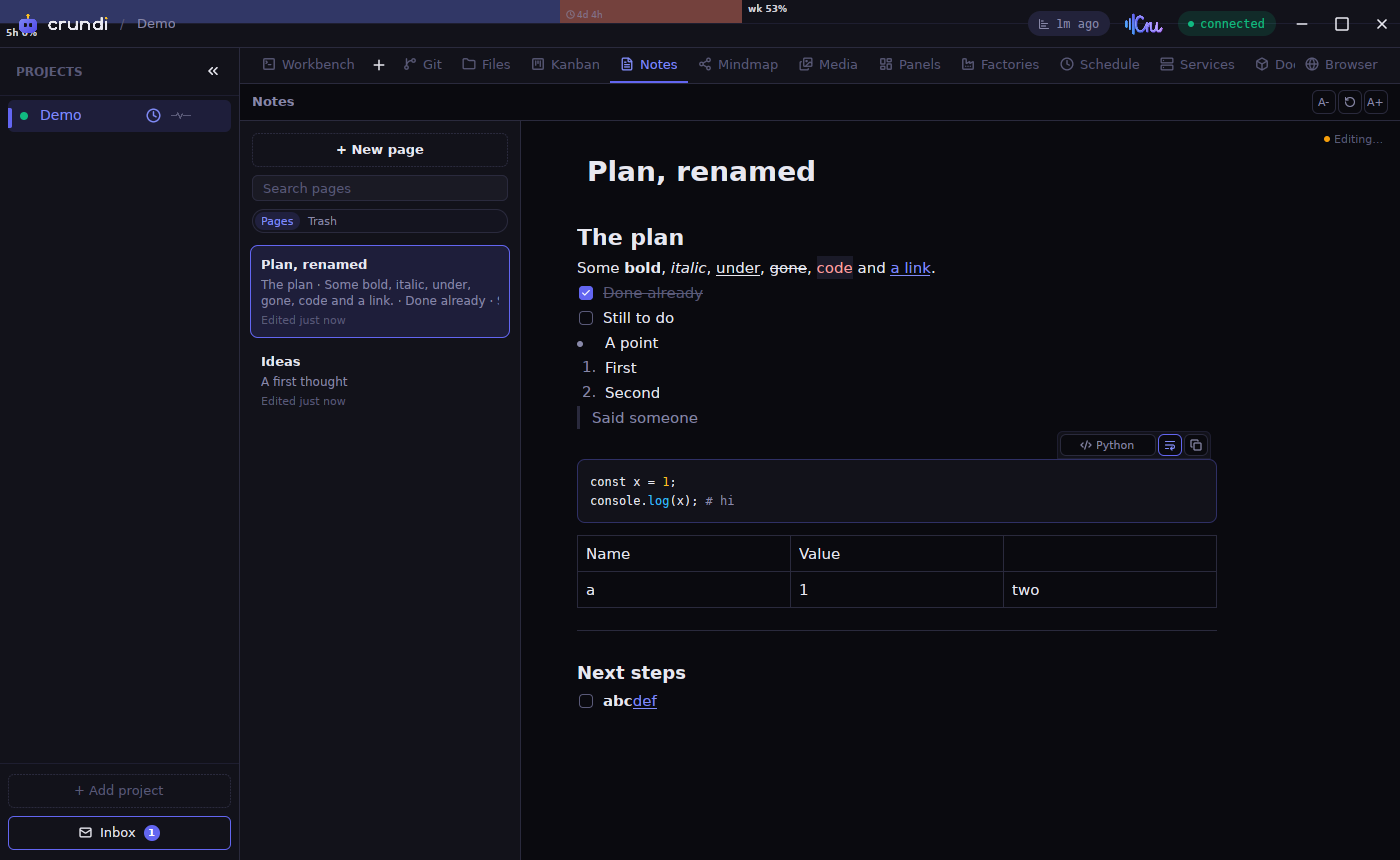 4d 4h
wk 53%
5h 6%
crundi / Demo
1m ago
connected
PROJECTS
Demo
+ Add project
Inbox 1
Workbench + Git Files Kanban Notes Mindmap Media Panels Factories Schedule Services Doc Browser
Notes
A- A+
+ New page
Search pages
Pages Trash
Plan, renamed
The plan · Some bold, italic, under,
gone, code and a link. · Done already ·
Edited just now
Ideas
A first thought
Edited just now
Editing...
Plan, renamed
The plan
Some bold, italic, under, gone, code and a link.
Done already
Still to do
A point
1. First
2. Second
Said someone
</> Python
const x = 1;
console.log(x); # hi
Name Value
a 1 two
Next steps
abcdef